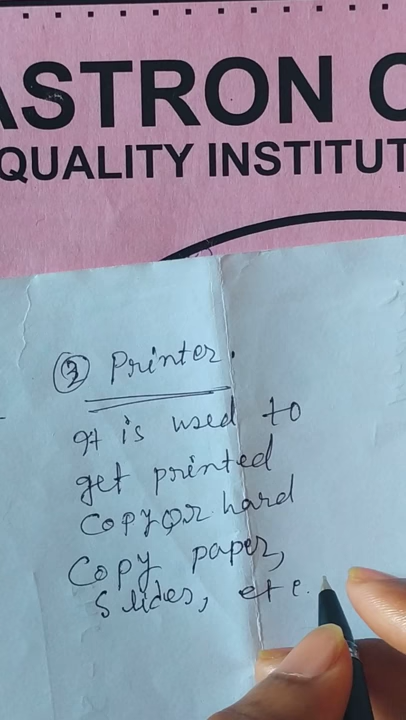 ASTRON C
QUALITY INSTITUT
③ Printer.
It is used to
get printed
Copy or hard
Copy paper,
Slides, etc.